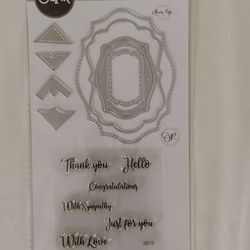 Thank you Hello
Congratulations
With Sympathy
Just for you
With Love